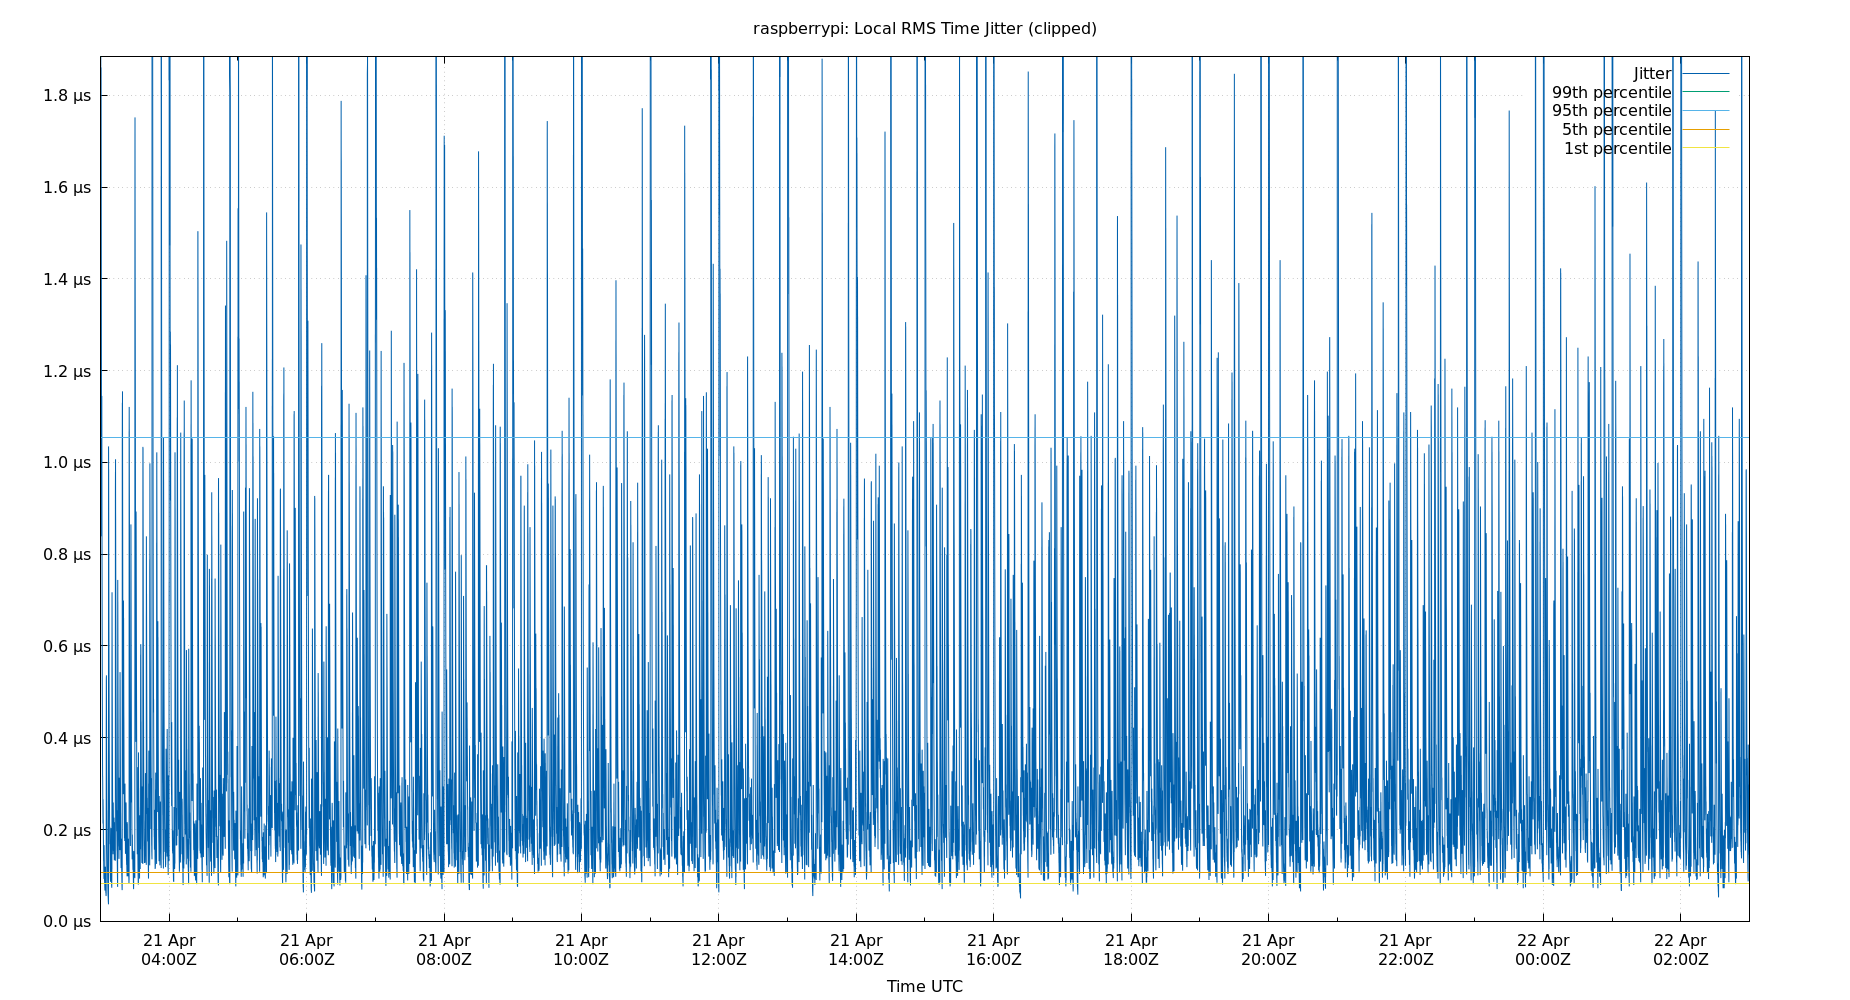 raspberrypi: Local RMS Time Jitter (clipped)
Jitter
99th percentile
95th percentile
5th percentile
1st percentile
1.8 µs
1.6 µs
1.4 µs
1.2 µs
1.0 µs
0.8 µs
0.6 µs
0.4 µs
0.2 µs
0.0 µs
21 Apr 21 Apr 21 Apr 21 Apr 21 Apr 21 Apr 21 Apr 21 Apr 21 Apr 21 Apr 22 Apr 22 Apr
04:00Z 06:00Z 08:00Z 10:00Z 12:00Z 14:00Z 16:00Z 18:00Z 20:00Z 22:00Z 00:00Z 02:00Z
Time UTC